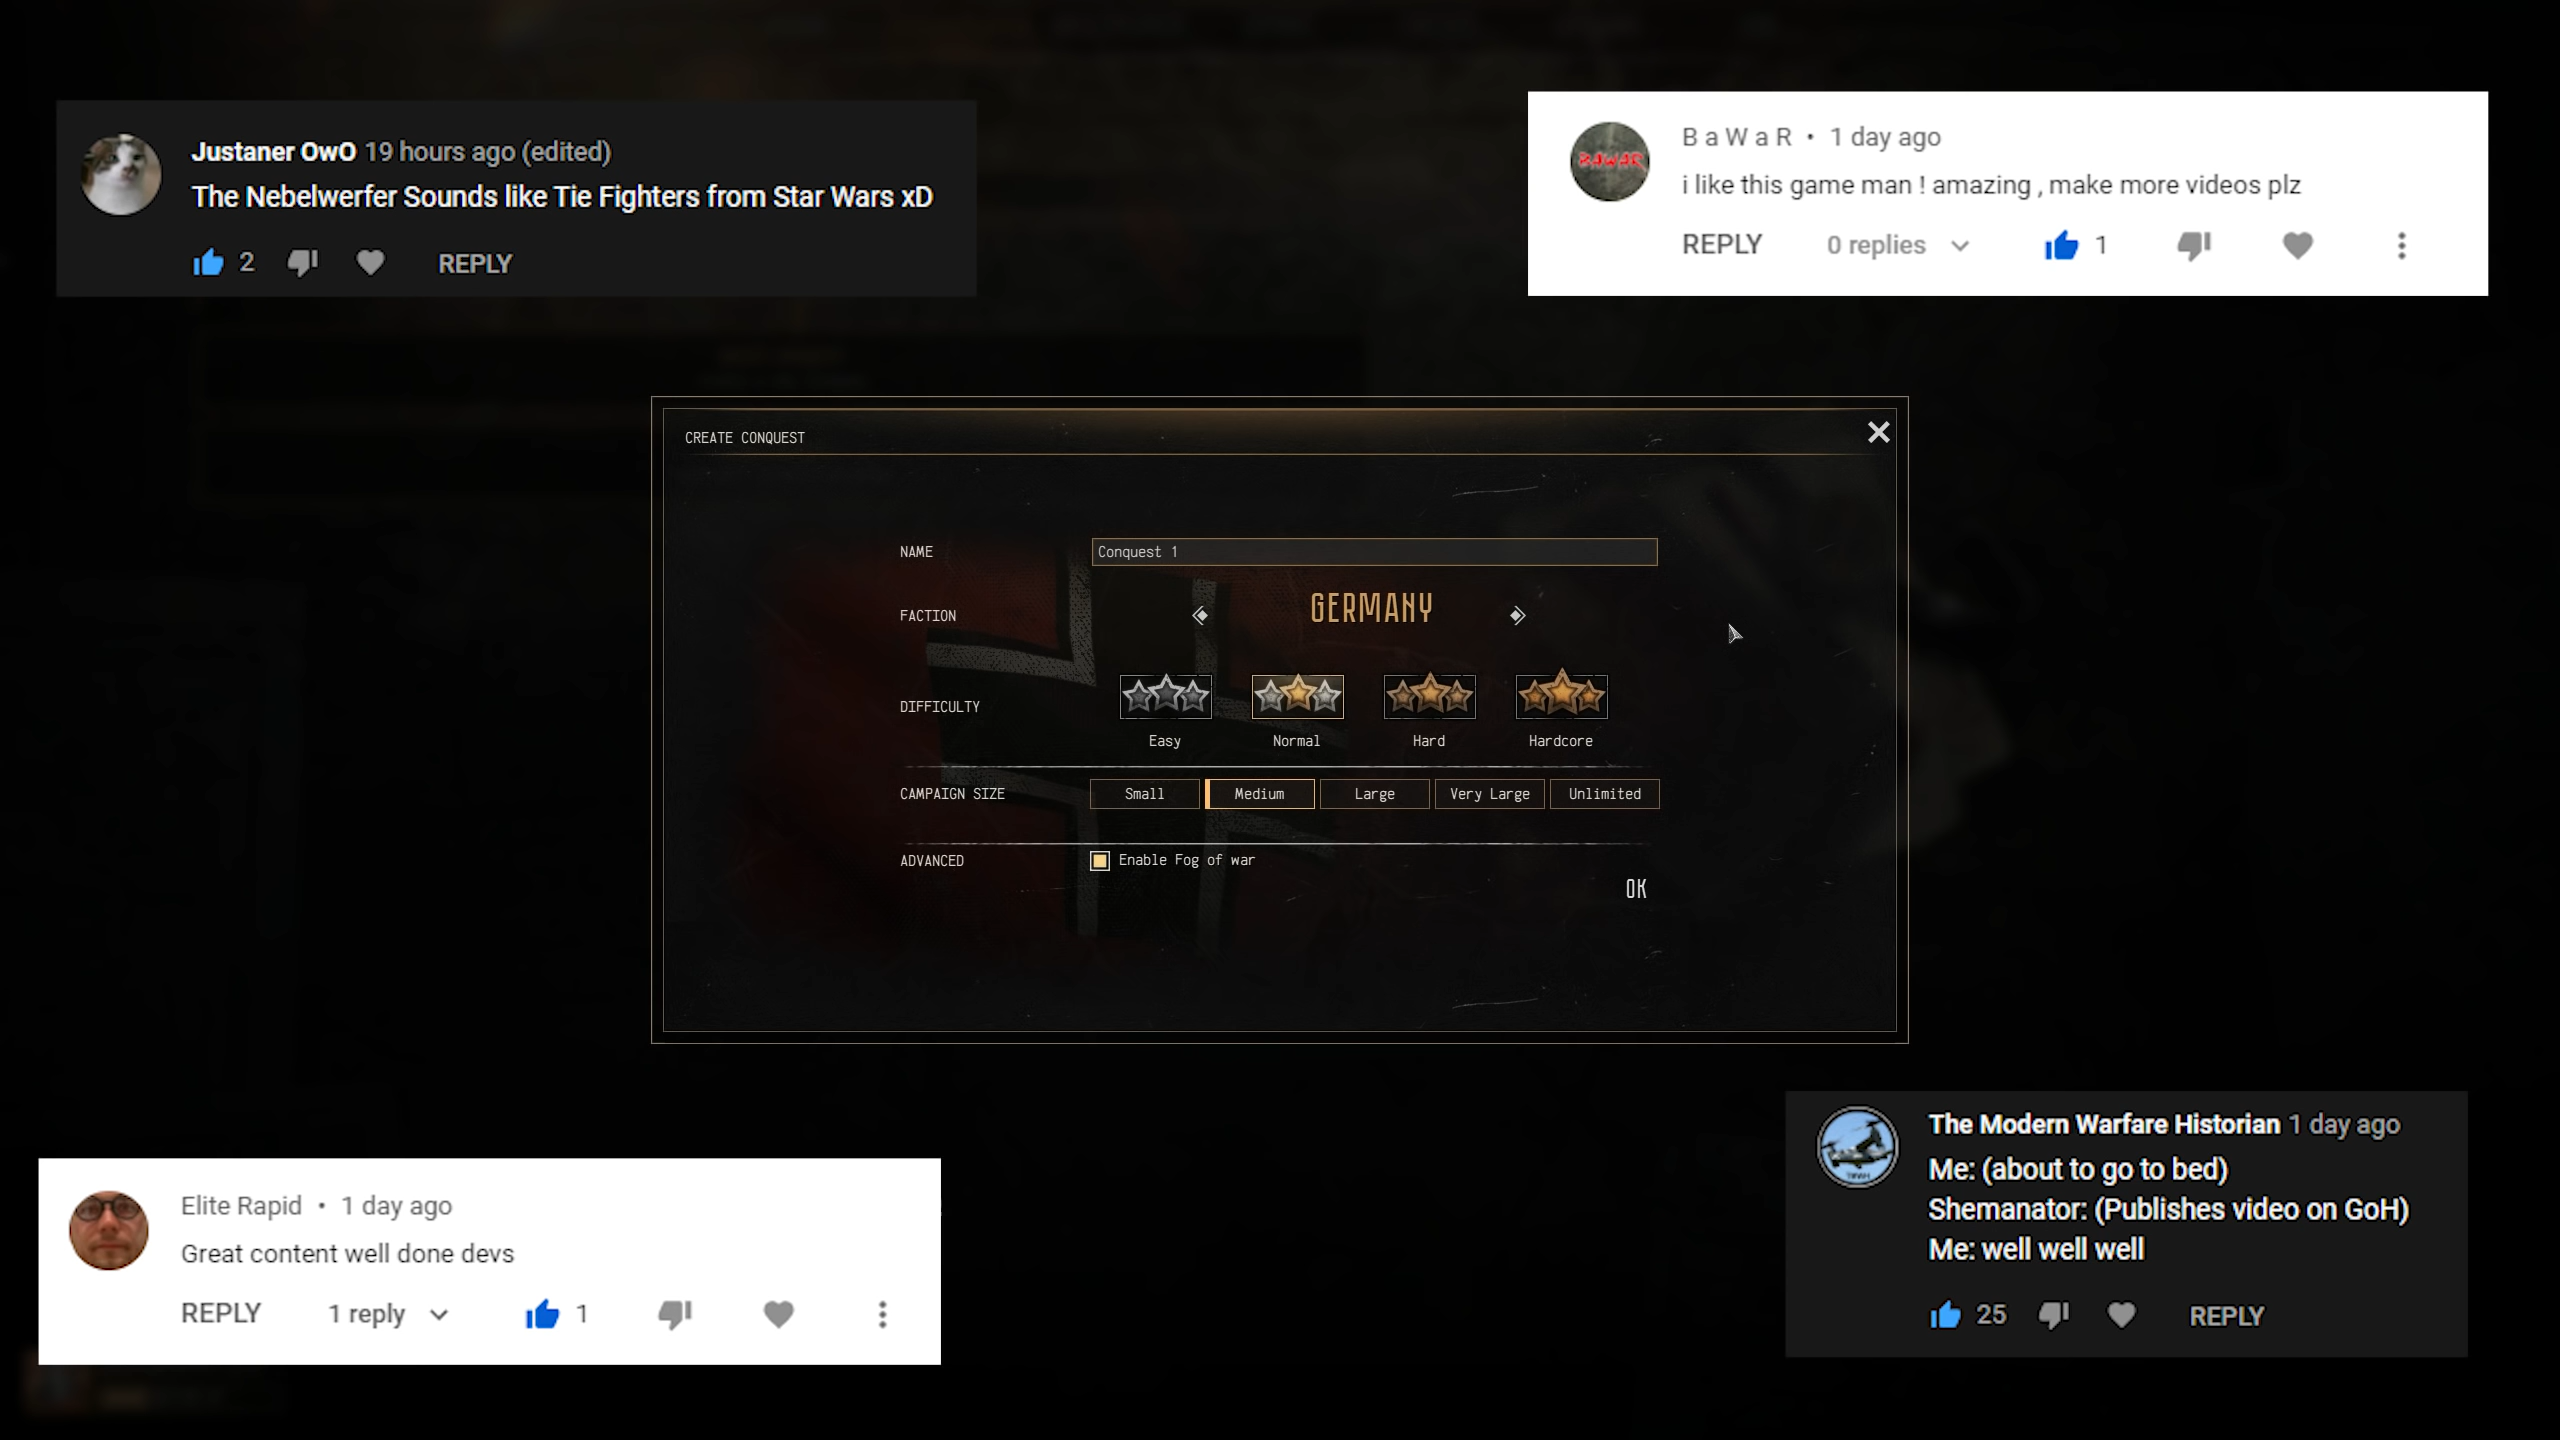 Justaner OwO 19 hours ago (edited)
The Nebelwerfer Sounds like Tie Fighters from Star Wars xD
2 REPLY
BAWAR
B a W a R • 1 day ago
i like this game man ! amazing , make more videos plz
REPLY 0 replies 1
CREATE CONQUEST
NAME Conquest 1
FACTION GERMANY
DIFFICULTY
Easy Normal Hard Hardcore
CAMPAIGN SIZE Small Medium Large Very Large Unlimited
ADVANCED Enable Fog of war
OK
Elite Rapid • 1 day ago
Great content well done devs
REPLY 1 reply 1
The Modern Warfare Historian 1 day ago
Me: (about to go to bed)
Shemanator: (Publishes video on GoH)
Me: well well well
25 REPLY